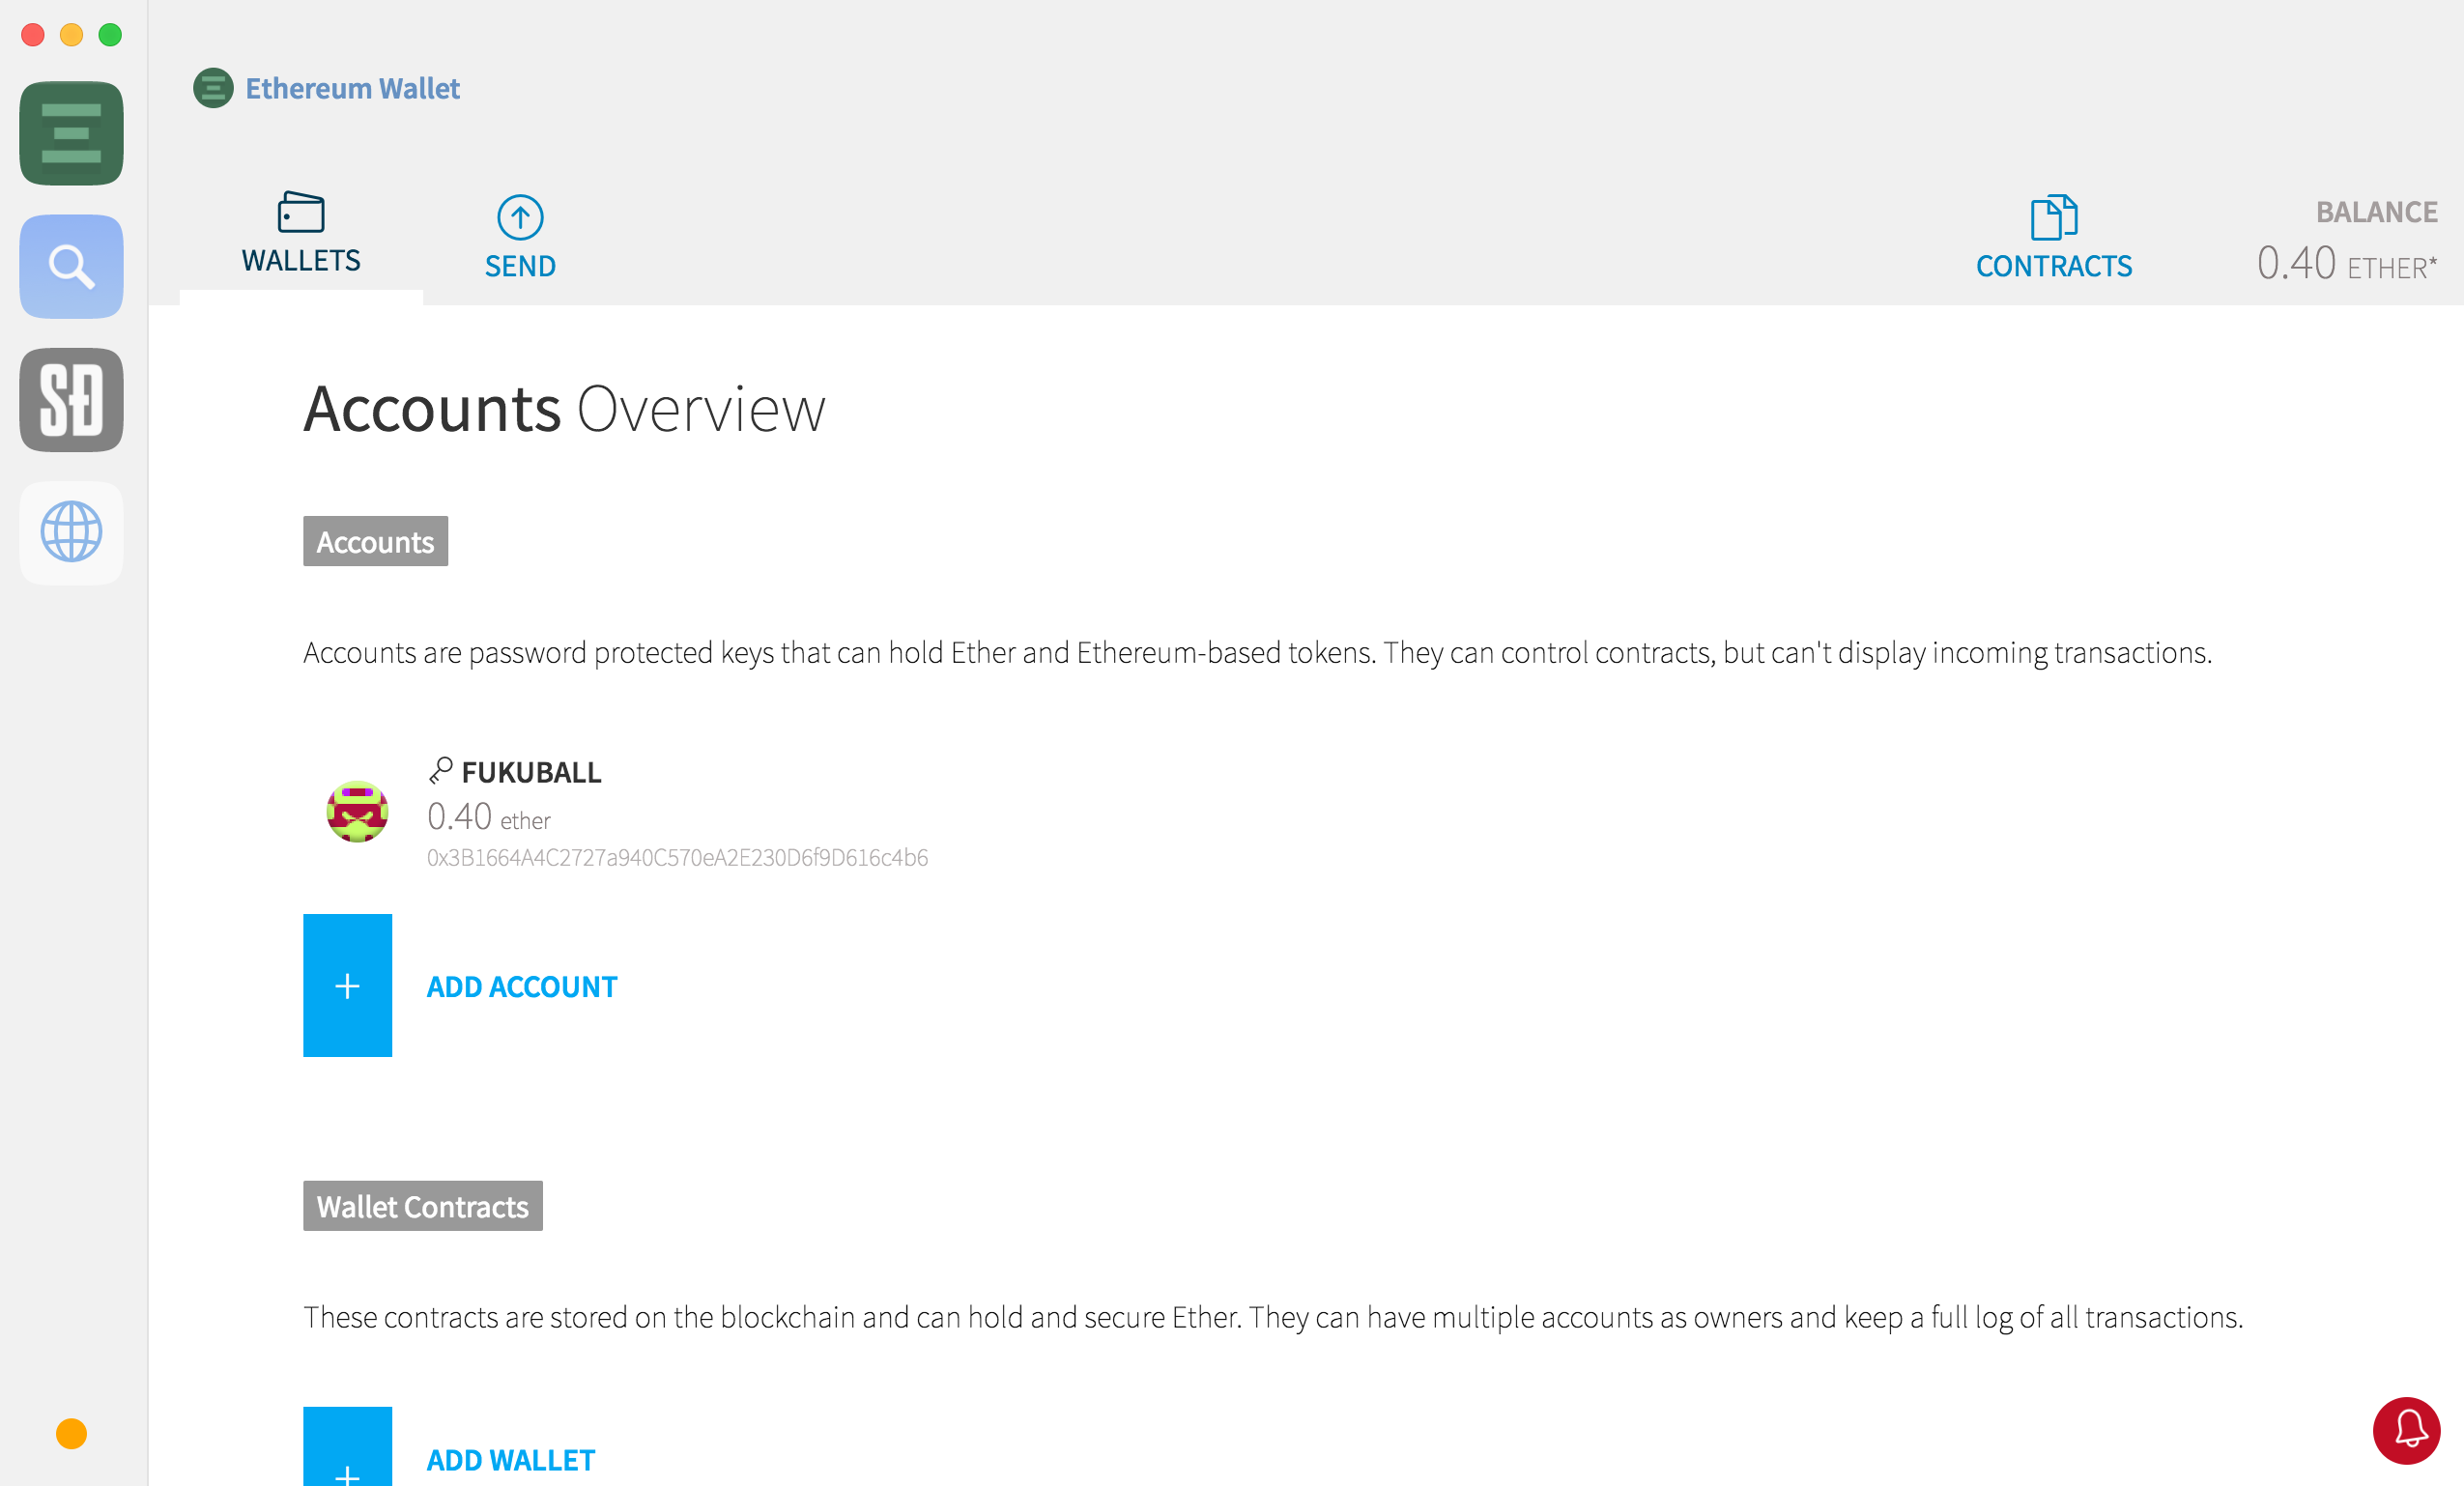 Ethereum Wallet
WALLETS
SEND
CONTRACTS
BALANCE
0.40 ETHER*
SĐ
Accounts Overview
Accounts
Accounts are password protected keys that can hold Ether and Ethereum-based tokens. They can control contracts, but can't display incoming transactions.
FUKUBALL
0.40 ether
0x3B1664A4C2727a940C570eA2E230D6f9D616c4b6
ADD ACCOUNT
Wallet Contracts
These contracts are stored on the blockchain and can hold and secure Ether. They can have multiple accounts as owners and keep a full log of all transactions.
ADD WALLET